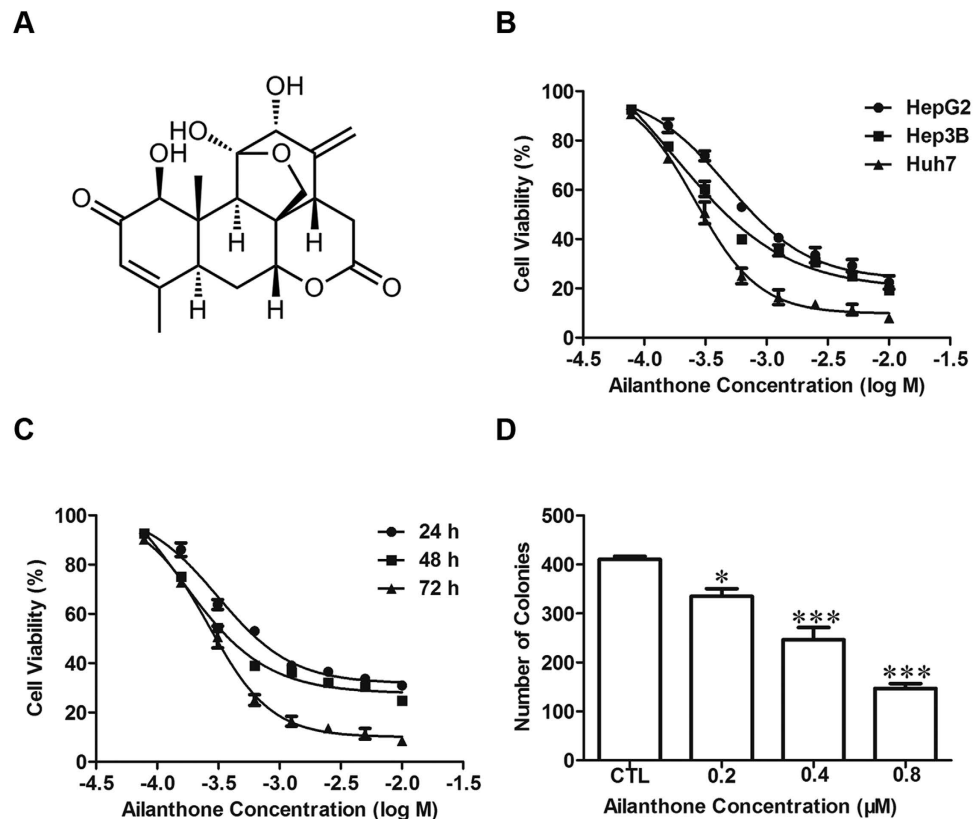 A
OH
HO
OH
O
O
H
H
H
H
O
O
B
100
80
60
40
20
0
-4.5 -4.0 -3.5 -3.0 -2.5 -2.0 -1.5
Cell Viability (%)
Ailanthone Concentration (log M)
HepG2
Hep3B
Huh7
C
100
80
60
40
20
0
-4.5 -4.0 -3.5 -3.0 -2.5 -2.0 -1.5
Cell Viability (%)
Ailanthone Concentration (log M)
24 h
48 h
72 h
D
500
400
300
200
100
0
*
***
***
CTL 0.2 0.4 0.8
Number of Colonies
Ailanthone Concentration (µM)